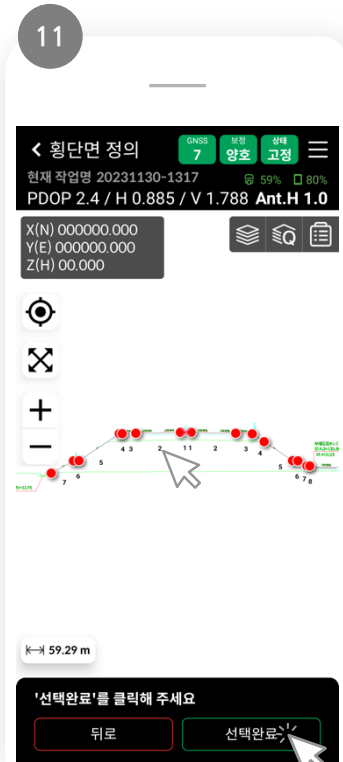 11
횡단면 정의
GNSS
7
보정
양호
상태
고정
현재 작업명 20231130-1317
59%
80%
PDOP 2.4 / H 0.885 / V 1.788 Ant.H 1.0
X(N) 000000.000
Y(E) 000000.000
Z(H) 00.000
4 3 2 1 1 2 3 4
7 6 5 5 6 7 8
59.29 m
'선택완료'를 클릭해 주세요
뒤로
선택완료